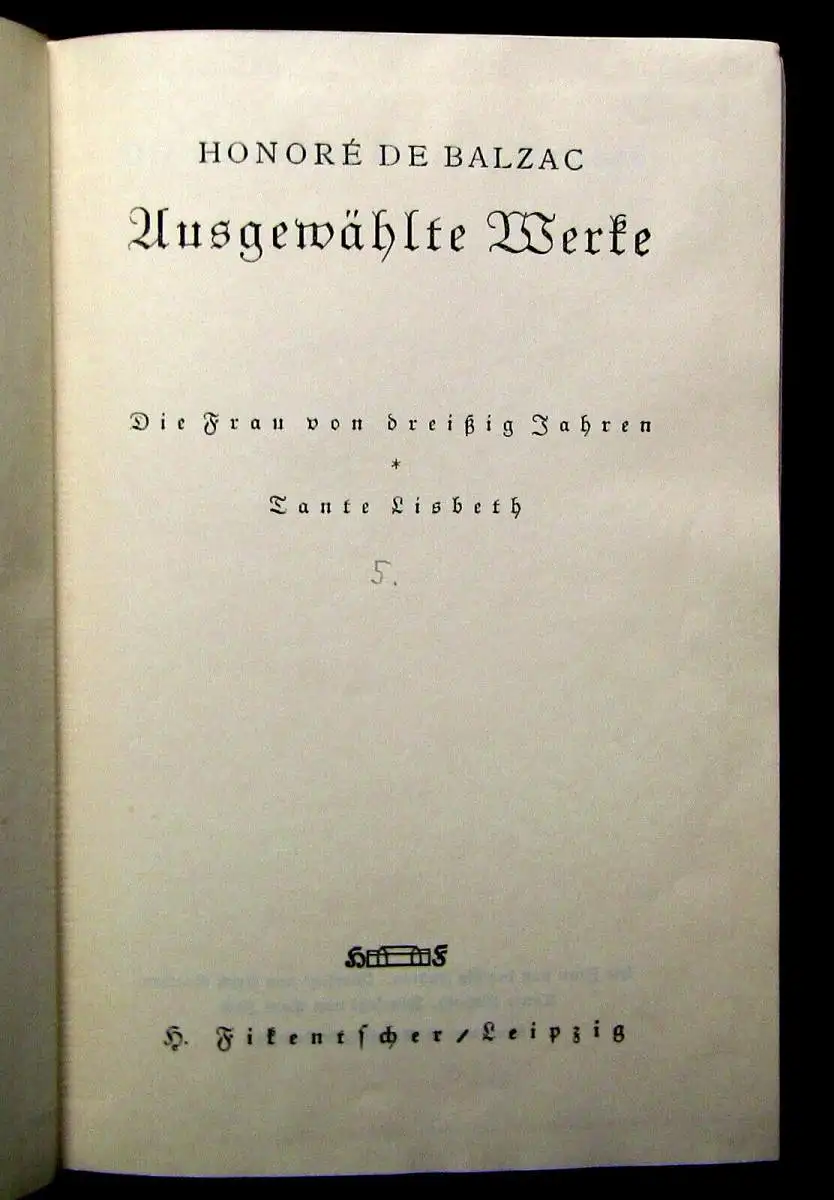 HONORÉ DE BALZAC
Ausgewählte Werke
Die Frau von dreißig Jahren
*
Tante Lisbeth
5.
H F
H. Fikentscher / Leipzig